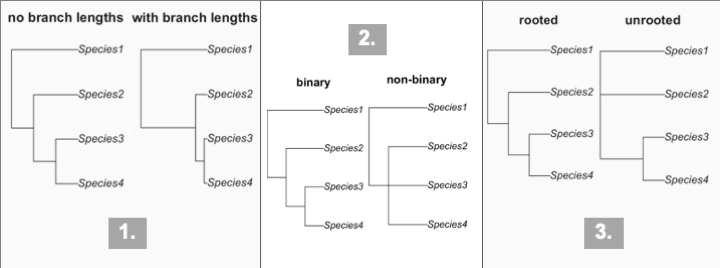 no branch lengths with branch lengths
Species1 Species1
Species2 Species2
Species3 Species3
Species4 Species4
1.
2.
binary non-binary
Species1 Species1
Species2 Species2
Species3 Species3
Species4 Species4
rooted unrooted
Species1 Species1
Species2 Species2
Species3 Species3
Species4 Species4
3.